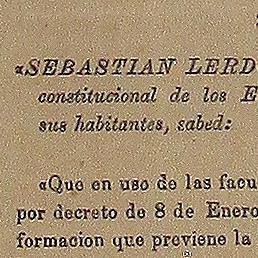 «SEBASTIAN LERD
constitucional de los E
sus habitantes, sabed:
«Que en uso de las facu
por decreto de 8 de Enero
formacion que previene la